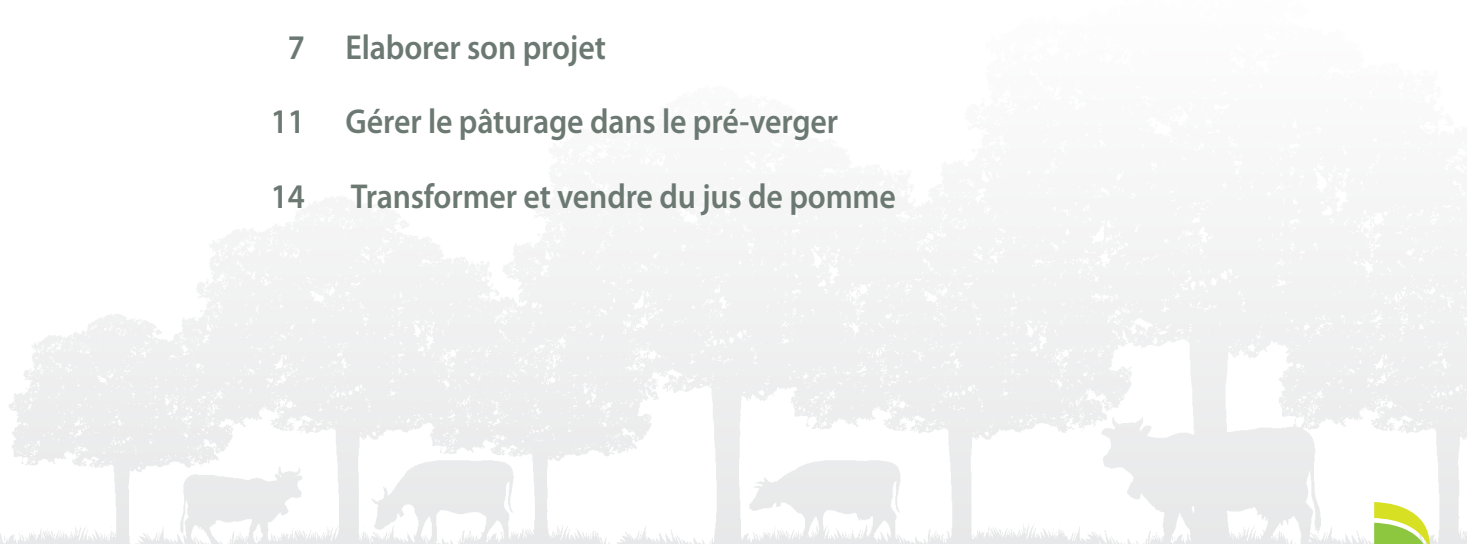 7 Elaborer son projet
11 Gérer le pâturage dans le pré-verger
14 Transformer et vendre du jus de pomme